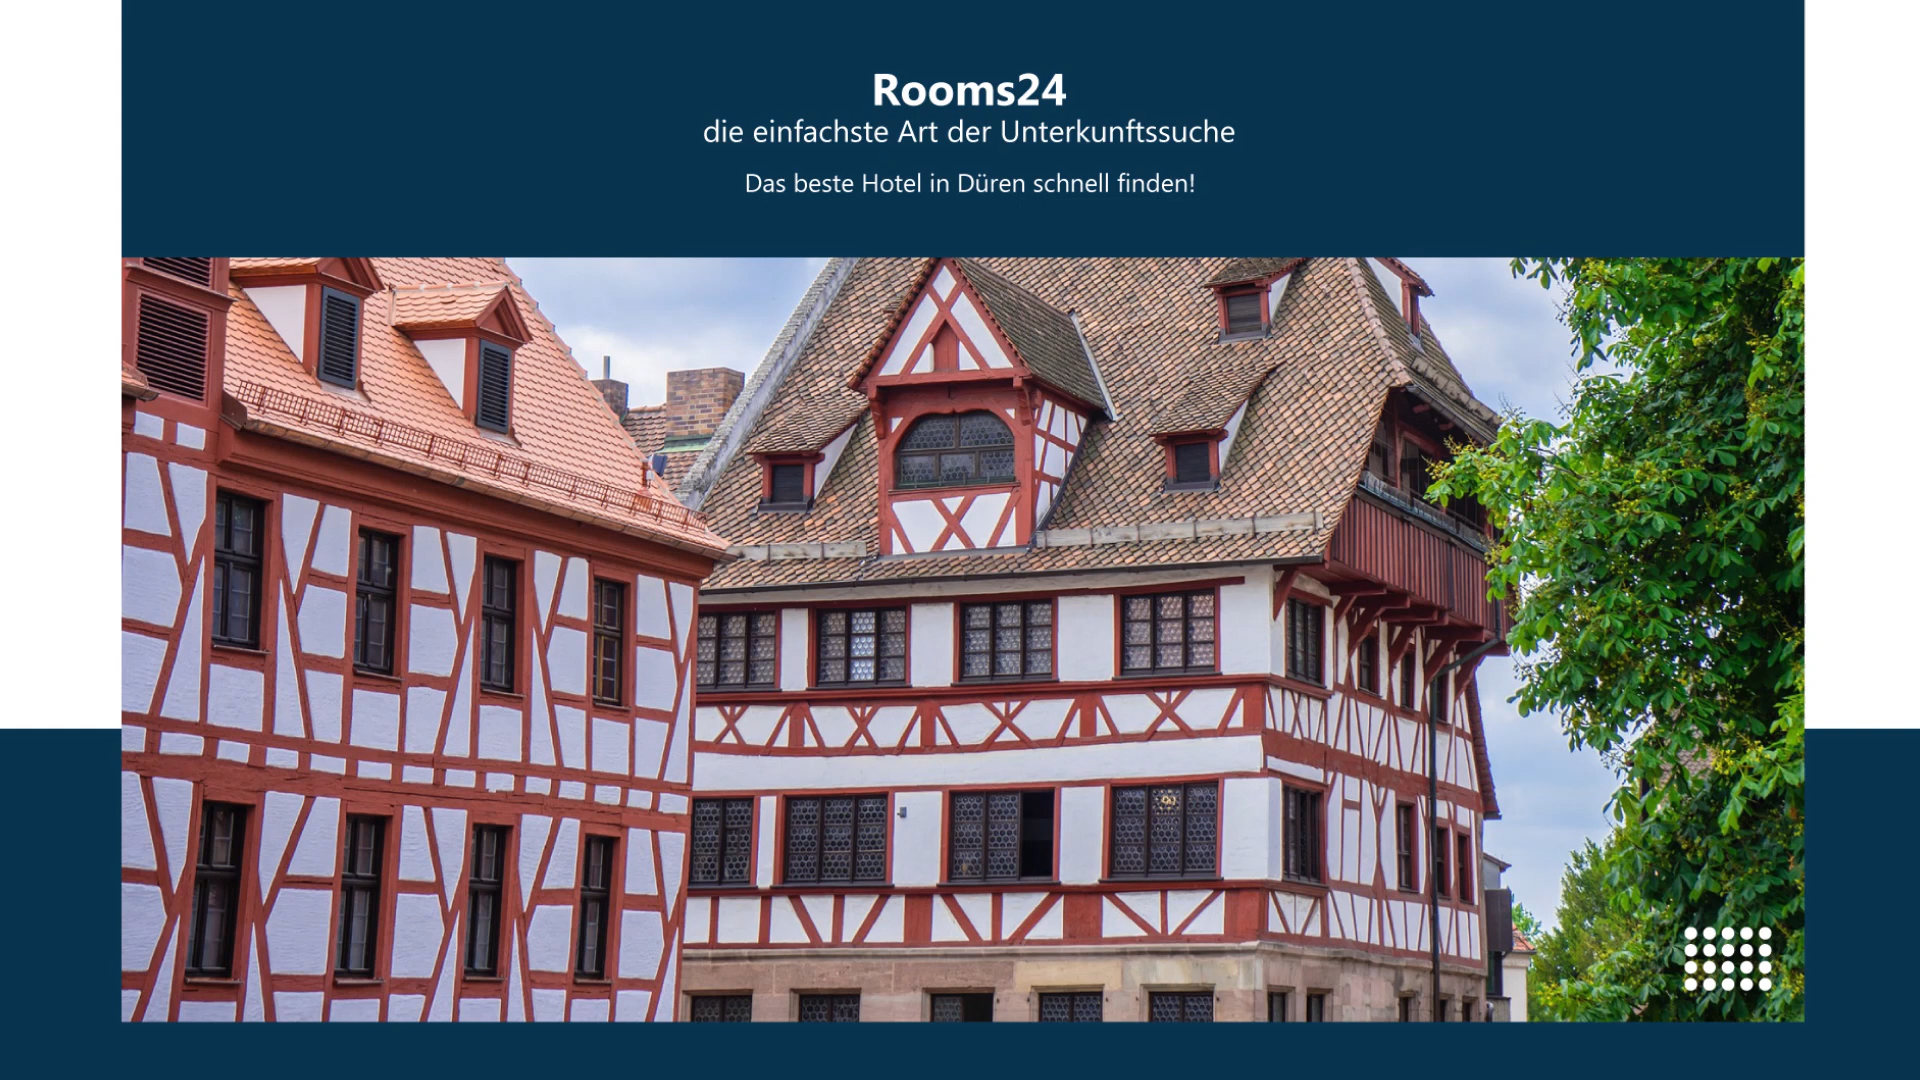 Rooms24
die einfachste Art der Unterkunftssuche
Das beste Hotel in Düren schnell finden!